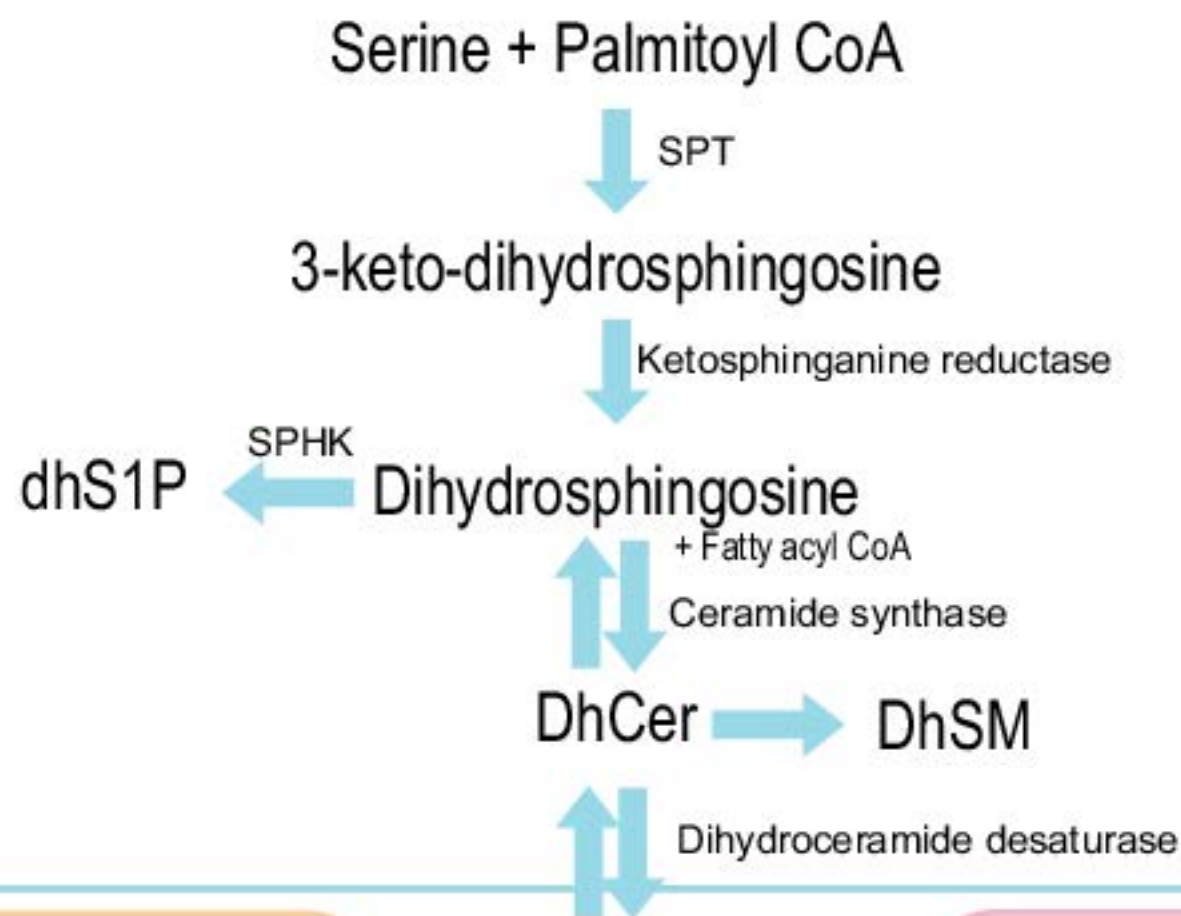 Serine + Palmitoyl CoA
SPT
3-keto-dihydrosphingosine
Ketosphinganine reductase
SPHK
dhS1P
Dihydrosphingosine
+ Fatty acyl CoA
Ceramide synthase
DhCer
DhSM
Dihydroceramide desaturase